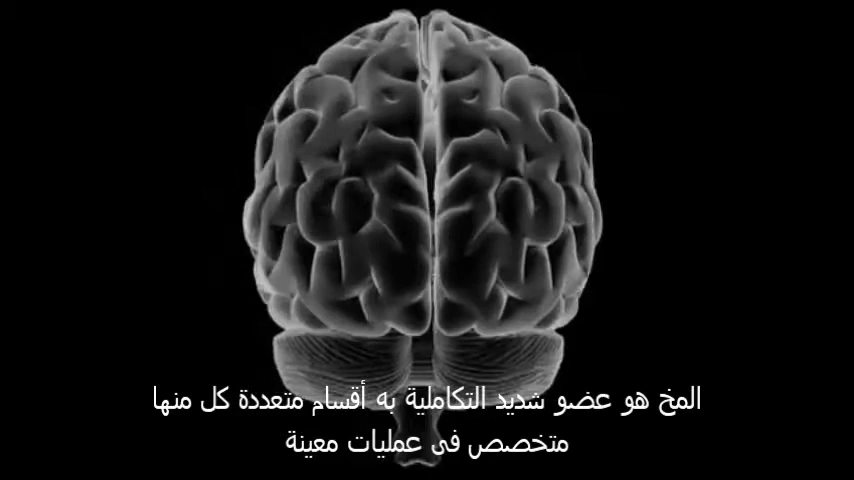 المخ هو عضو شديد التكاملية به أقسام متعددة كل منها
متخصص فى عمليات معينة